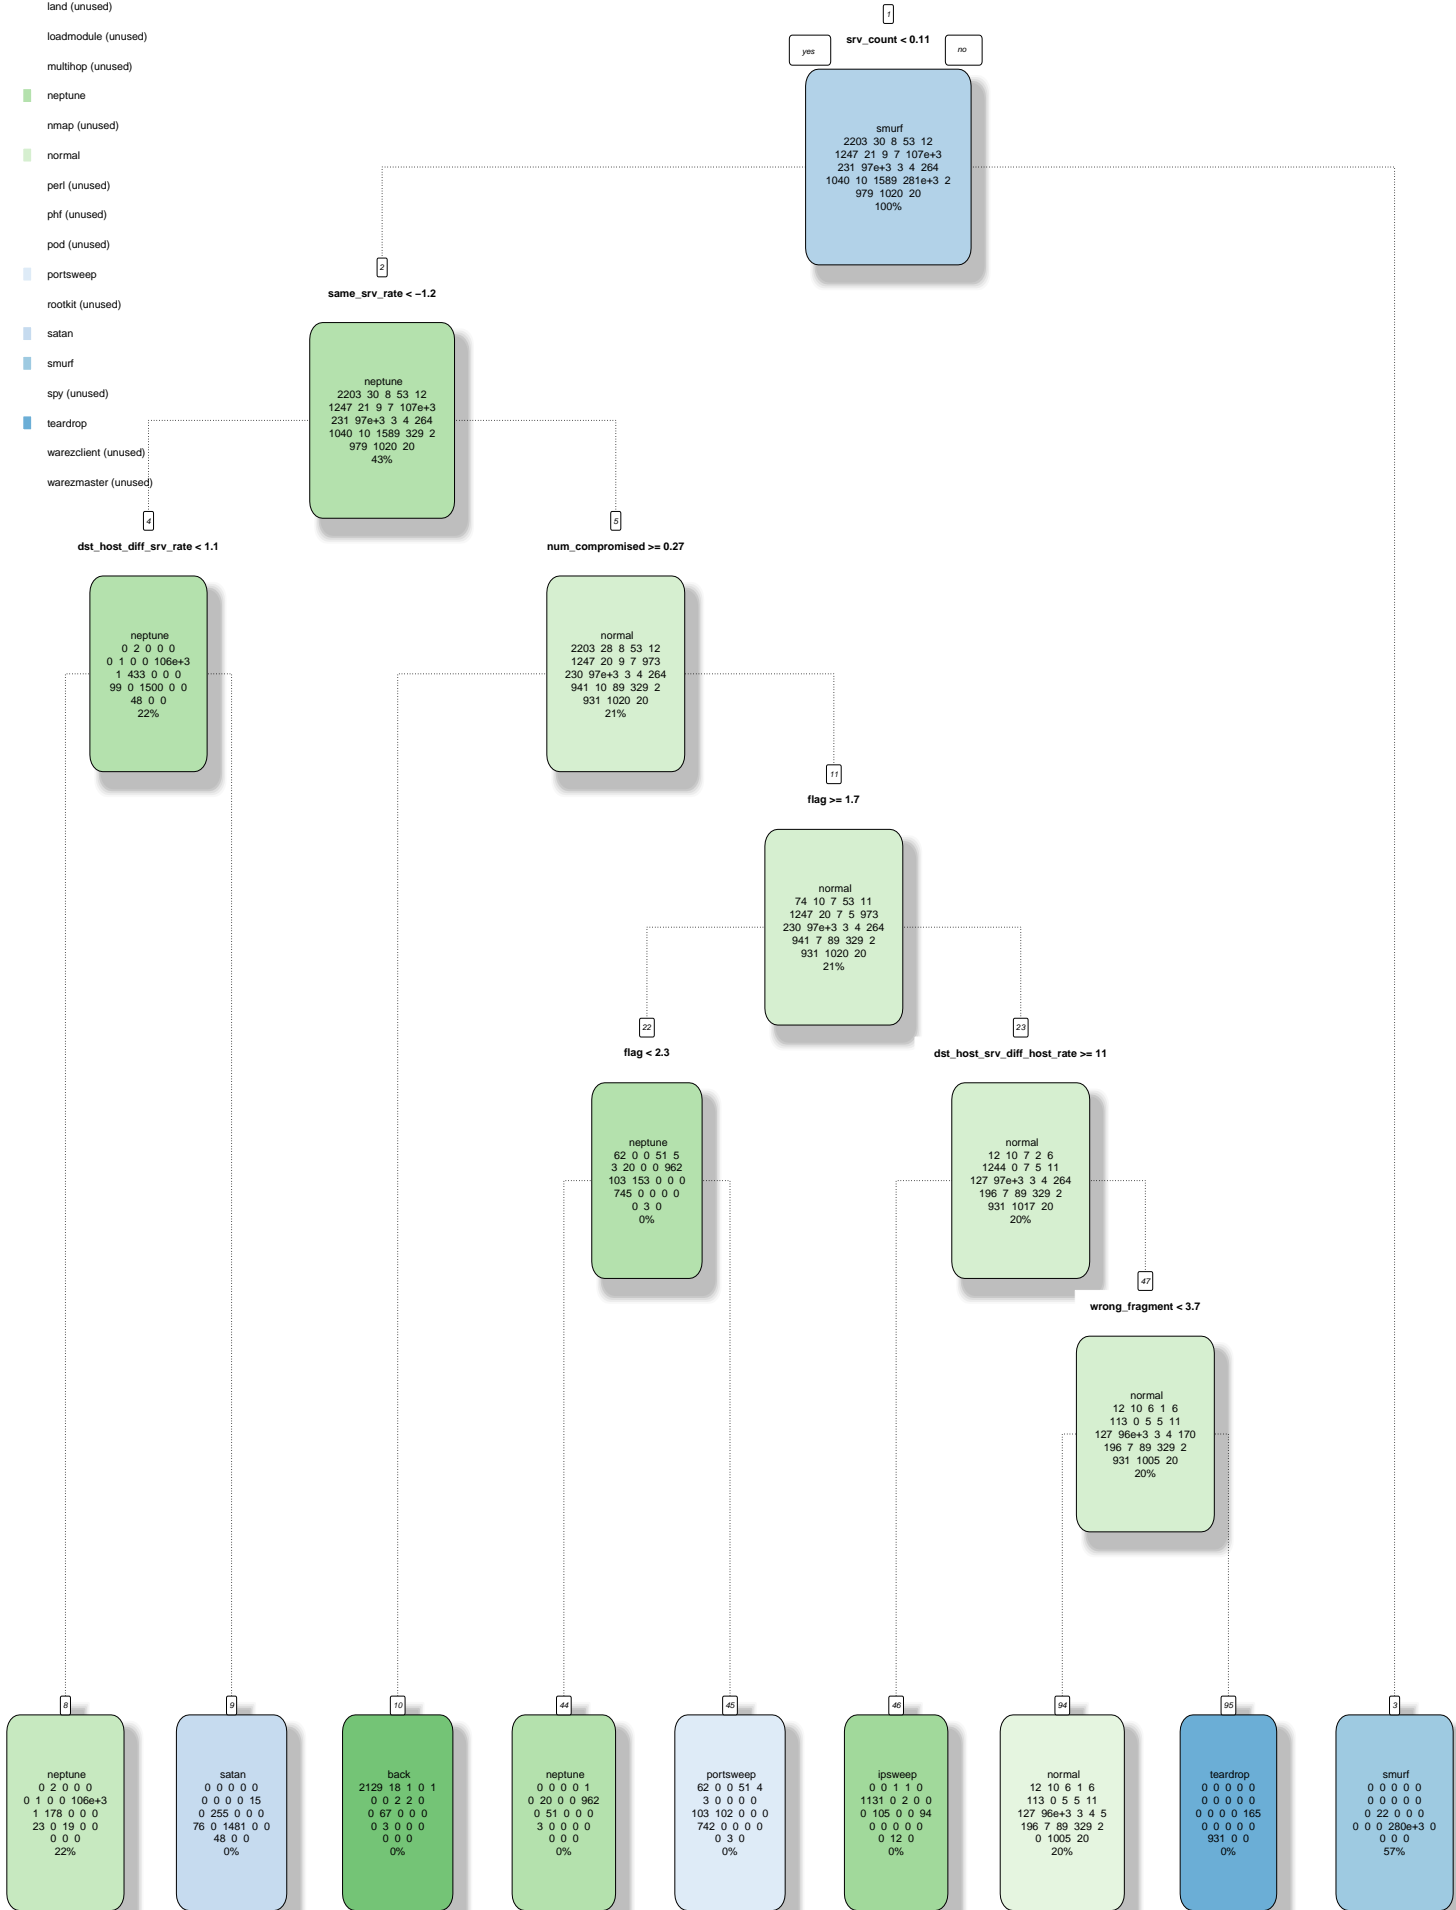 land (unused)
loadmodule (unused)
multihop (unused)
neptune
nmap (unused)
normal
perl (unused)
phf (unused)
pod (unused)
portsweep
rootkit (unused)
satan
smurf
spy (unused)
teardrop
warezclient (unused)
warezmaster (unused)
1
srv_count < 0.11
yes
no
smurf
2203 30 8 53 12
1247 21 9 7 107e+3
231 97e+3 3 4 264
1040 10 1589 281e+3 2
979 1020 20
100%
2
same_srv_rate < −1.2
neptune
2203 30 8 53 12
1247 21 9 7 107e+3
231 97e+3 3 4 264
1040 10 1589 329 2
979 1020 20
43%
4
dst_host_diff_srv_rate < 1.1
neptune
0 2 0 0 0
0 1 0 0 106e+3
1 433 0 0 0
99 0 1500 0 0
48 0 0
22%
5
num_compromised >= 0.27
normal
2203 28 8 53 12
1247 20 9 7 973
230 97e+3 3 4 264
941 10 89 329 2
931 1020 20
21%
11
flag >= 1.7
normal
74 10 7 53 11
1247 20 7 5 973
230 97e+3 3 4 264
941 7 89 329 2
931 1020 20
21%
22
flag < 2.3
neptune
62 0 0 51 5
3 20 0 0 962
103 153 0 0 0
745 0 0 0 0
0 3 0
0%
23
dst_host_srv_diff_host_rate >= 11
normal
12 10 7 2 6
1244 0 7 5 11
127 97e+3 3 4 264
196 7 89 329 2
931 1017 20
20%
47
wrong_fragment < 3.7
normal
12 10 6 1 6
113 0 5 5 11
127 96e+3 3 4 170
196 7 89 329 2
931 1005 20
20%
8
neptune
0 2 0 0 0
0 1 0 0 106e+3
1 178 0 0 0
23 0 19 0 0
0 0 0
22%
9
satan
0 0 0 0 0
0 0 0 0 15
0 255 0 0 0
76 0 1481 0 0
48 0 0
0%
10
back
2129 18 1 0 1
0 0 2 2 0
0 67 0 0 0
0 3 0 0 0
0 0 0
0%
44
neptune
0 0 0 0 1
0 20 0 0 962
0 51 0 0 0
3 0 0 0 0
0 0 0
0%
45
portsweep
62 0 0 51 4
3 0 0 0 0
103 102 0 0 0
742 0 0 0 0
0 3 0
0%
46
ipsweep
0 0 1 1 0
1131 0 2 0 0
0 105 0 0 94
0 0 0 0 0
0 12 0
0%
94
normal
12 10 6 1 6
113 0 5 5 11
127 96e+3 3 4 5
196 7 89 329 2
0 1005 20
20%
95
teardrop
0 0 0 0 0
0 0 0 0 0
0 0 0 0 165
0 0 0 0 0
931 0 0
0%
3
smurf
0 0 0 0 0
0 0 0 0 0
0 22 0 0 0
0 0 0 280e+3 0
0 0 0
57%